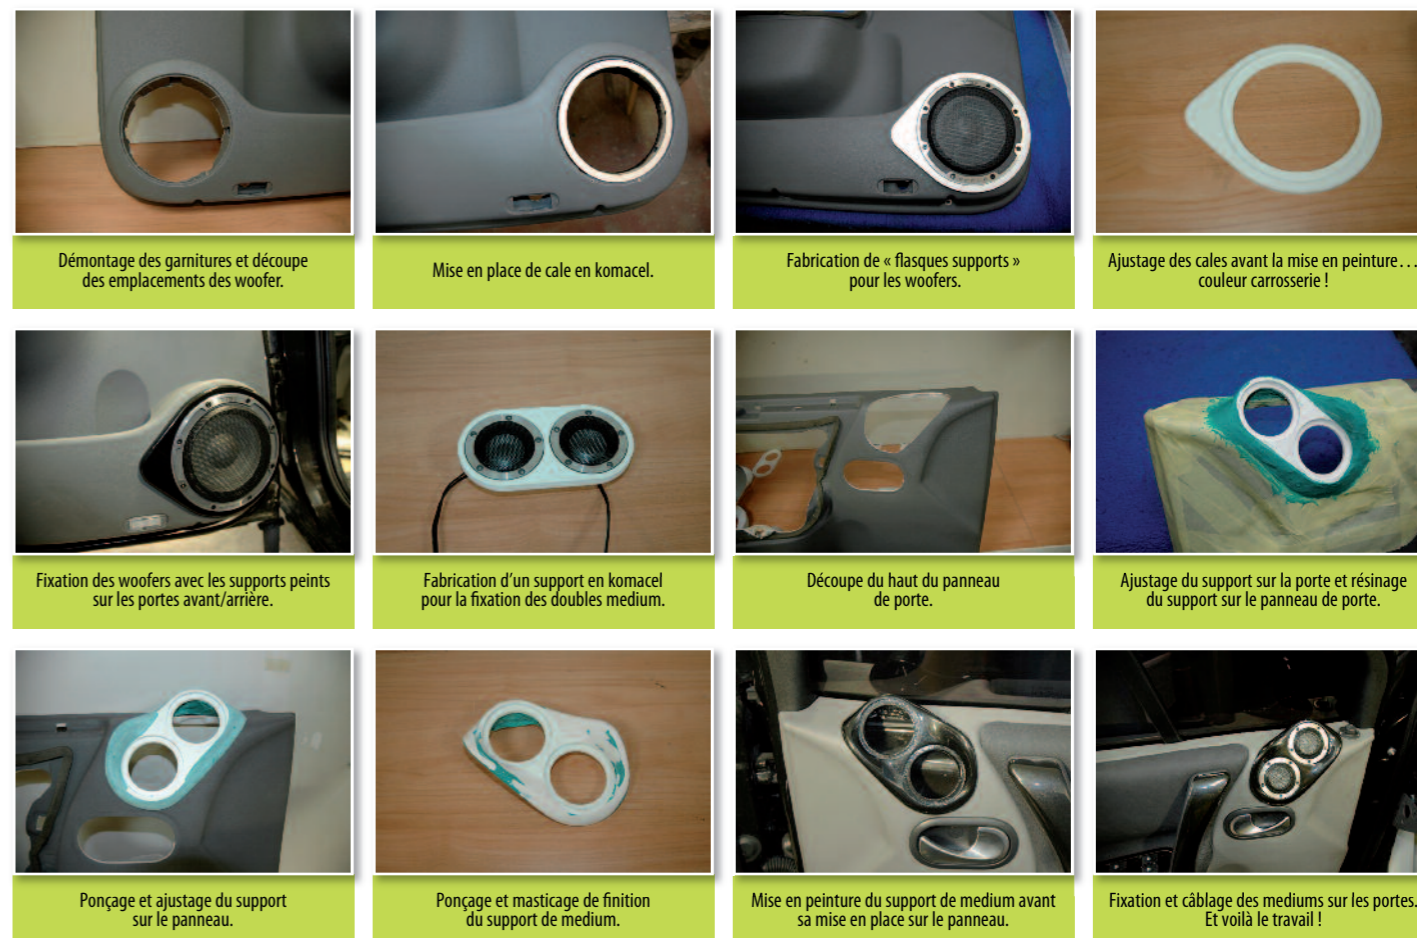 Démontage des garnitures et découpe
des emplacements des woofer.
Mise en place de cale en komacel.
Fabrication de « flasques supports »
pour les woofers.
Ajustage des cales avant la mise en peinture…
couleur carrosserie !
Fixation des woofers avec les supports peints
sur les portes avant/arrière.
Fabrication d’un support en komacel
pour la fixation des doubles medium.
Découpe du haut du panneau
de porte.
Ajustage du support sur la porte et résinage
du support sur le panneau de porte.
Ponçage et ajustage du support
sur le panneau.
Ponçage et masticage de finition
du support de medium.
Mise en peinture du support de medium avant
sa mise en place sur le panneau.
Fixation et câblage des mediums sur les portes.
Et voilà le travail !